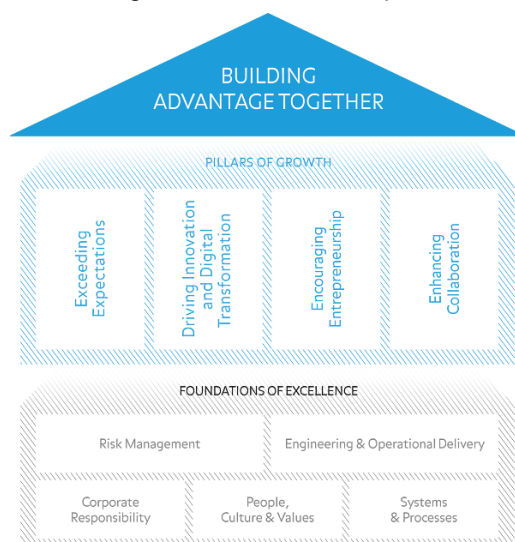 BUILDING
ADVANTAGE TOGETHER
PILLARS OF GROWTH
Exceeding
Expectations
Driving Innovation
and Digital
Transformation
Encouraging
Entrepreneurship
Enhancing
Collaboration
FOUNDATIONS OF EXCELLENCE
Risk Management
Engineering & Operational Delivery
Corporate
Responsibility
People,
Culture & Values
Systems
& Processes